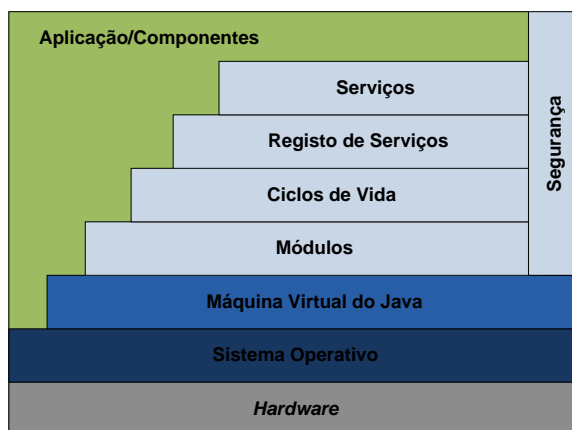 Aplicação/Componentes
Serviços
Registo de Serviços
Ciclos de Vida
Módulos
Segurança
Máquina Virtual do Java
Sistema Operativo
Hardware